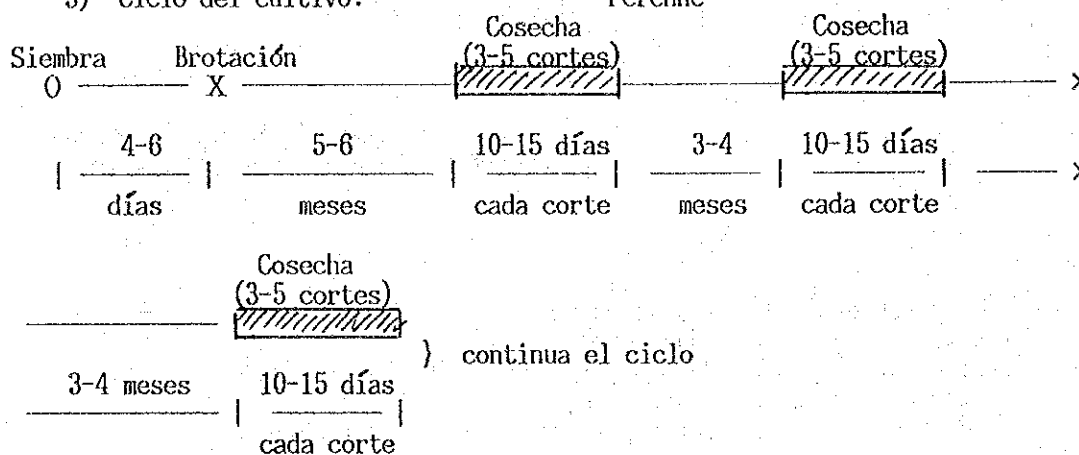 3) Ciclo del cultivo: Perenne
Cosecha Cosecha
Siembra Brotación (3-5 cortes) (3-5 cortes)
O X x
4-6 5-6 10-15 días 3-4 10-15 días
días meses cada corte meses cada corte
Cosecha
(3-5 cortes)
} continua el ciclo
3-4 meses 10-15 días
cada corte